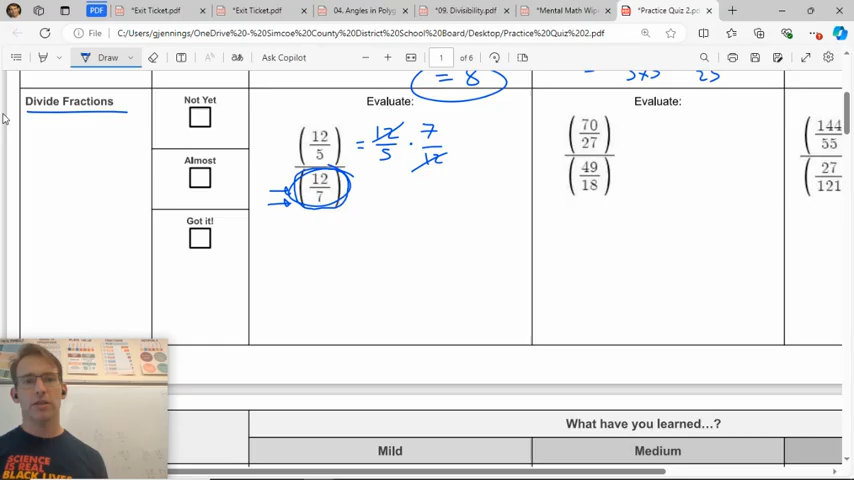 *Exit Ticket.pdf
*Exit Ticket.pdf
04. Angles in Polyg
*09. Divisibility.pdf
*Mental Math Wi
*Practice Quiz 2.p
C:/Users/gjennings/OneDrive%20-%20Simcoe%20County%20District%20School%20Board/Desktop/Practice%20Quiz%202.pdf
Draw
Ask Copilot
1 of 6
= 8
Divide Fractions
Not Yet
Almost
Got it!
Evaluate:
(12/5) / (12/7) = 12/5 · 7/12
Evaluate:
(70/27) / (49/18)
(144/55 / (27/121
What have you learned...?
Mild
Medium
SCIENCE
IS REAL
BLACK LIVES